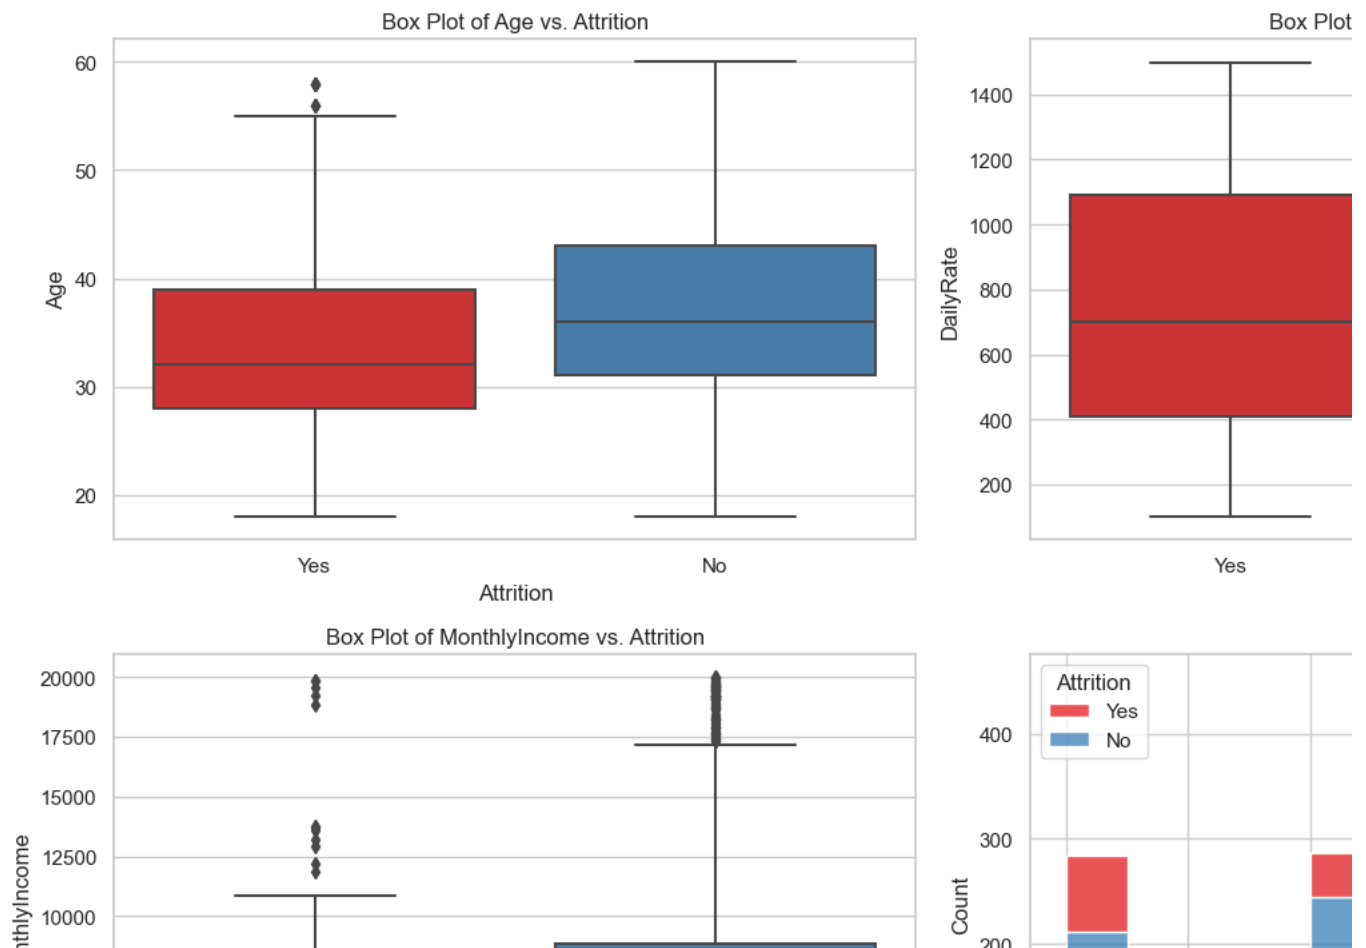 Box Plot of Age vs. Attrition
60
50
40
30
20
Age
Yes
No
Attrition
Box Plot
1400
1200
1000
800
600
400
200
DailyRate
Yes
Box Plot of MonthlyIncome vs. Attrition
20000
17500
15000
12500
10000
nthlyIncome
Attrition
Yes
No
400
300
200
Count